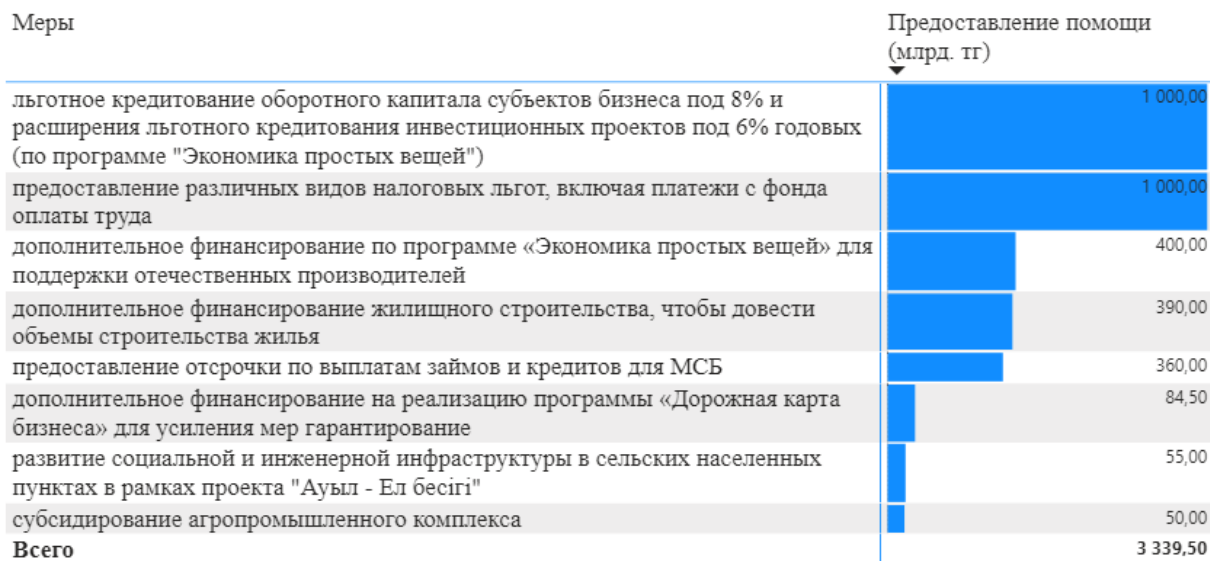 Меры
Предоставление помощи
(млрд. тг)
льготное кредитование оборотного капитала субъектов бизнеса под 8% и
расширения льготного кредитования инвестиционных проектов под 6% годовых
(по программе "Экономика простых вещей")
1 000,00
предоставление различных видов налоговых льгот, включая платежи с фонда
оплаты труда
1 000,00
дополнительное финансирование по программе «Экономика простых вещей» для
поддержки отечественных производителей
400,00
дополнительное финансирование жилищного строительства, чтобы довести
объемы строительства жилья
390,00
предоставление отсрочки по выплатам займов и кредитов для МСБ
360,00
дополнительное финансирование на реализацию программы «Дорожная карта
бизнеса» для усиления мер гарантирование
84,50
развитие социальной и инженерной инфраструктуры в сельских населенных
пунктах в рамках проекта "Ауыл - Ел бесігі"
55,00
субсидирование агропромышленного комплекса
50,00
Всего
3 339,50